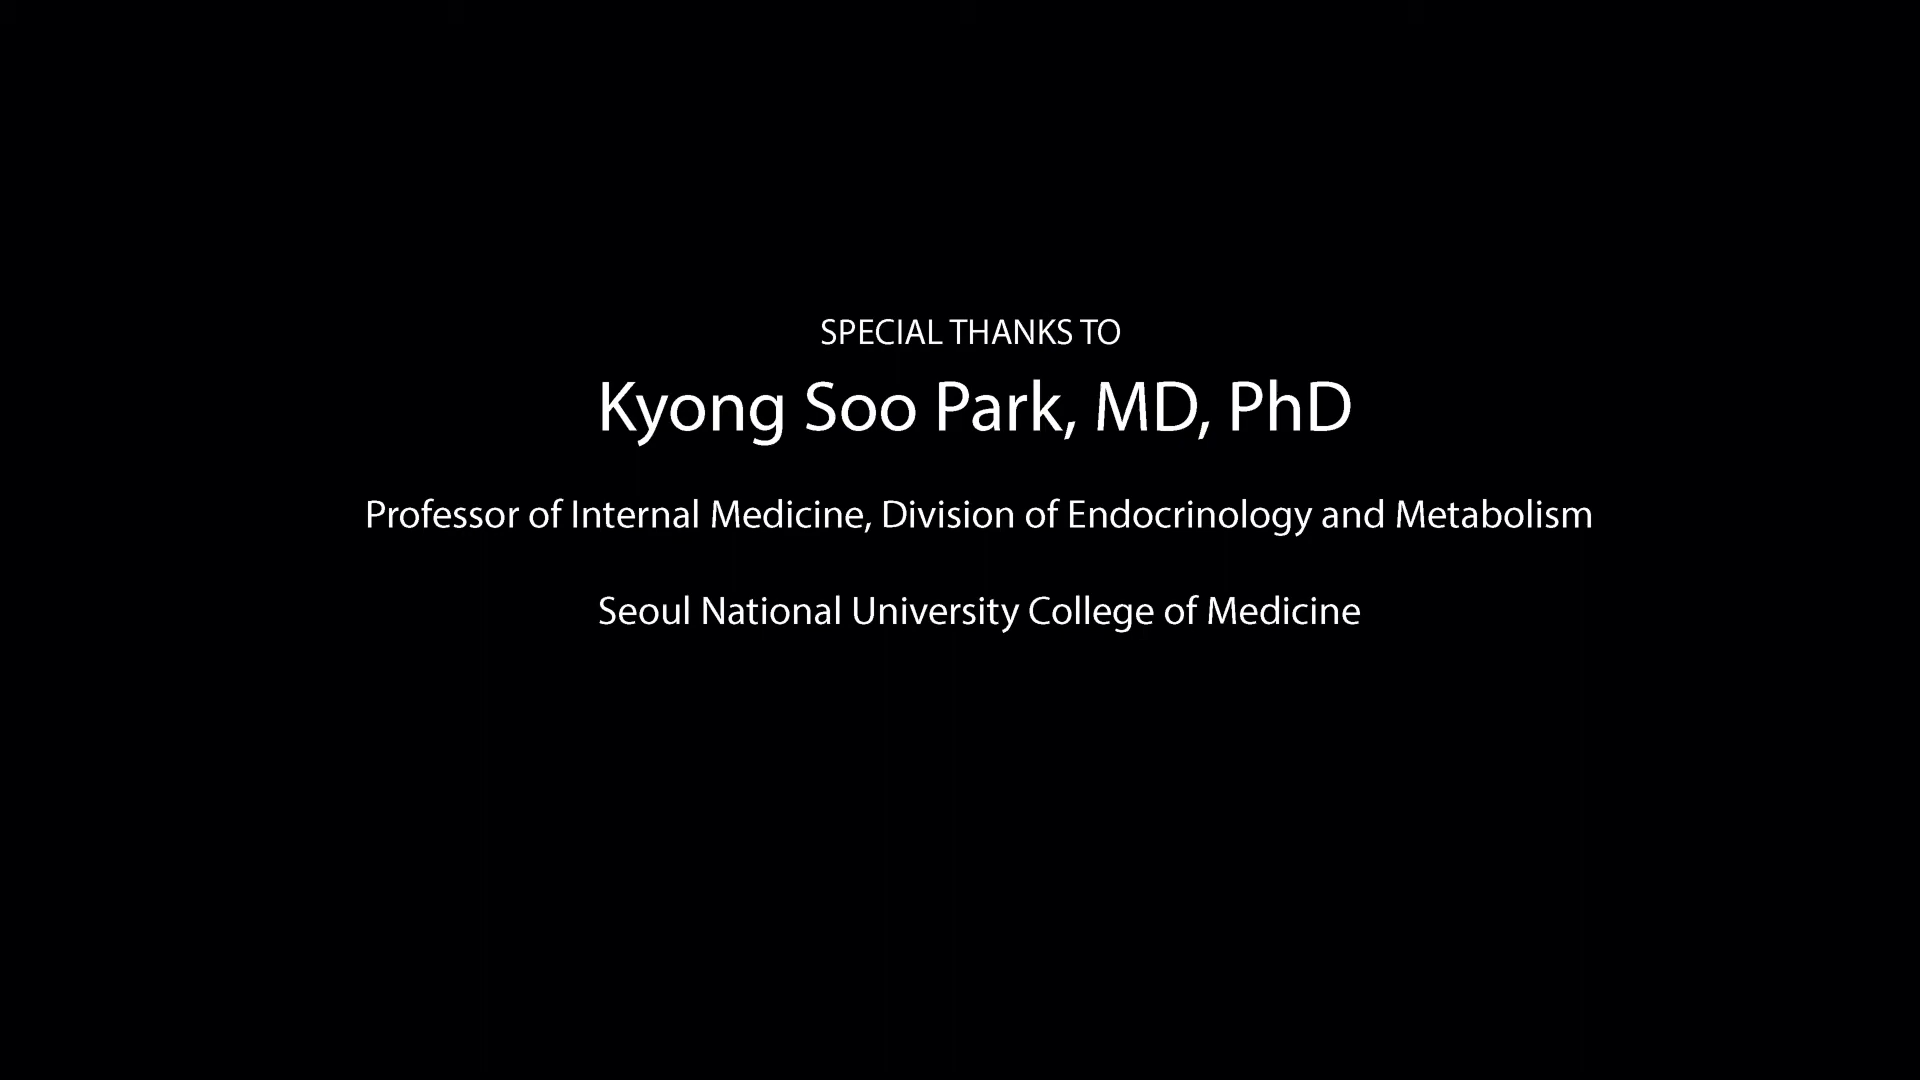 SPECIAL THANKS TO
Kyong Soo Park, MD, PhD
Professor of Internal Medicine, Division of Endocrinology and Metabolism
Seoul National University College of Medicine